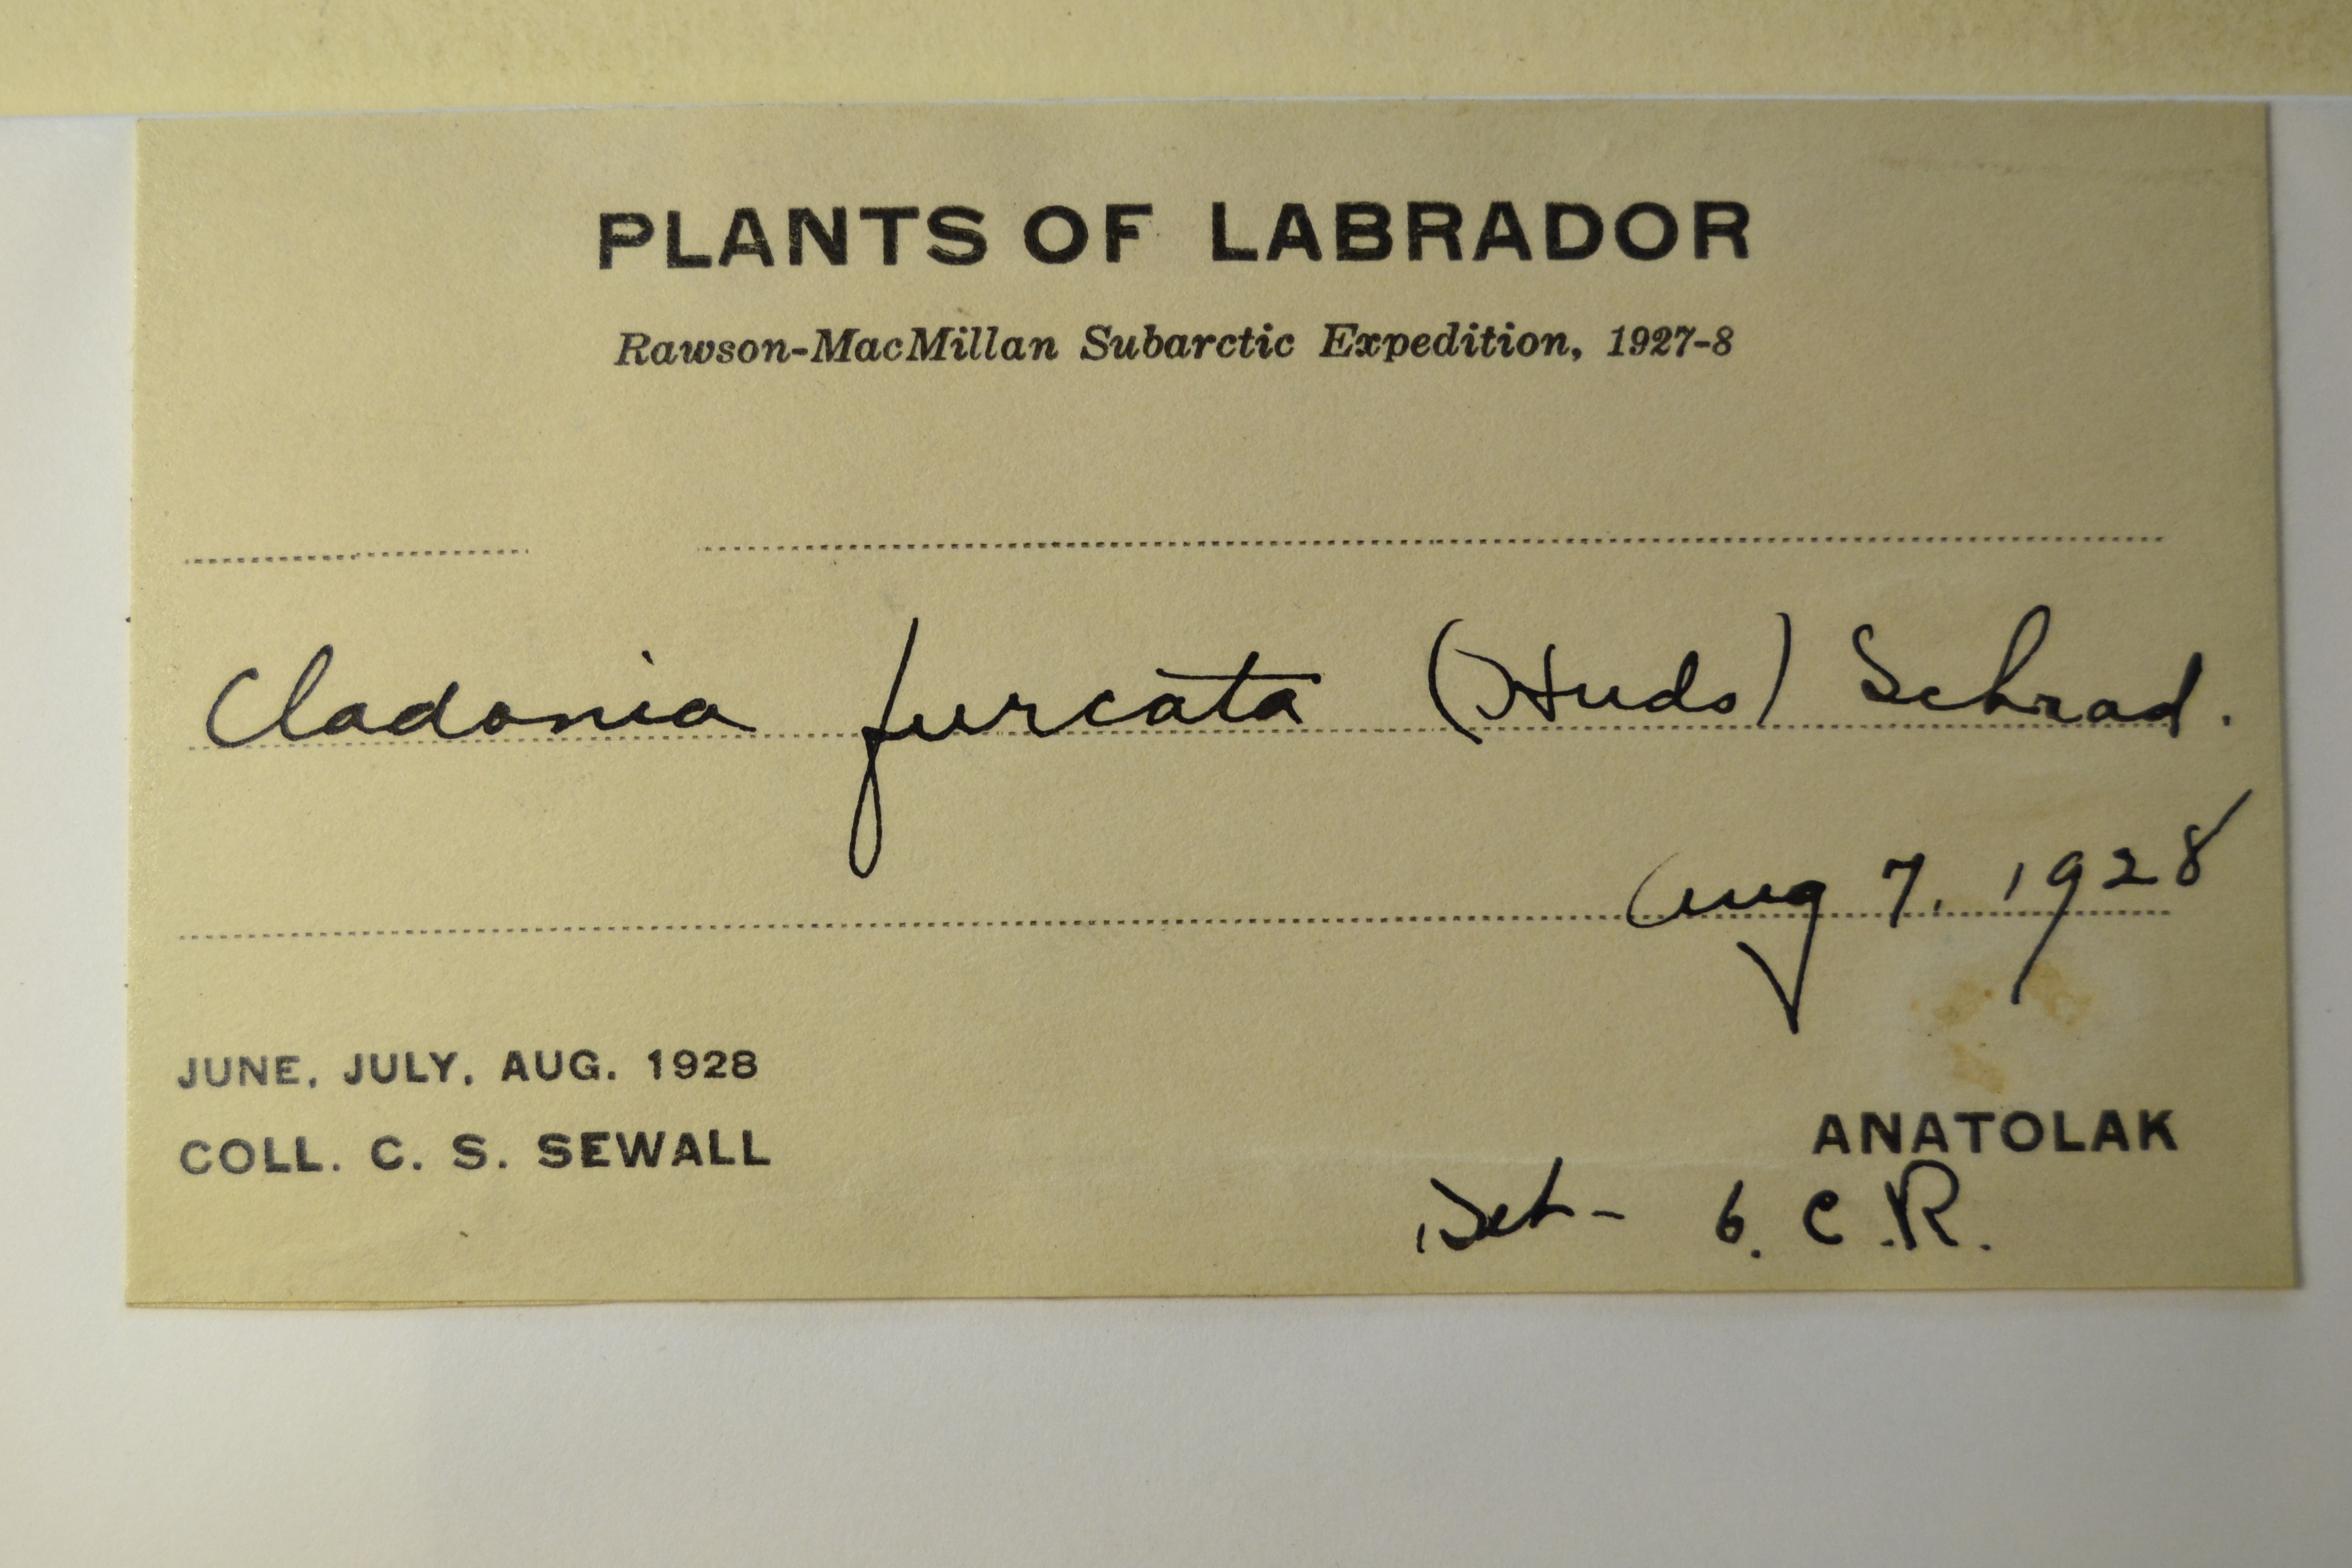 PLANTS OF LABRADOR
Rawson-MacMillan Subarctic Expedition, 1927-8
Cladonia furcata (Huds) Schrad.
Aug 7, 1928
JUNE, JULY, AUG. 1928
COLL. C. S. SEWALL
ANATOLAK
Det- G. C. R.